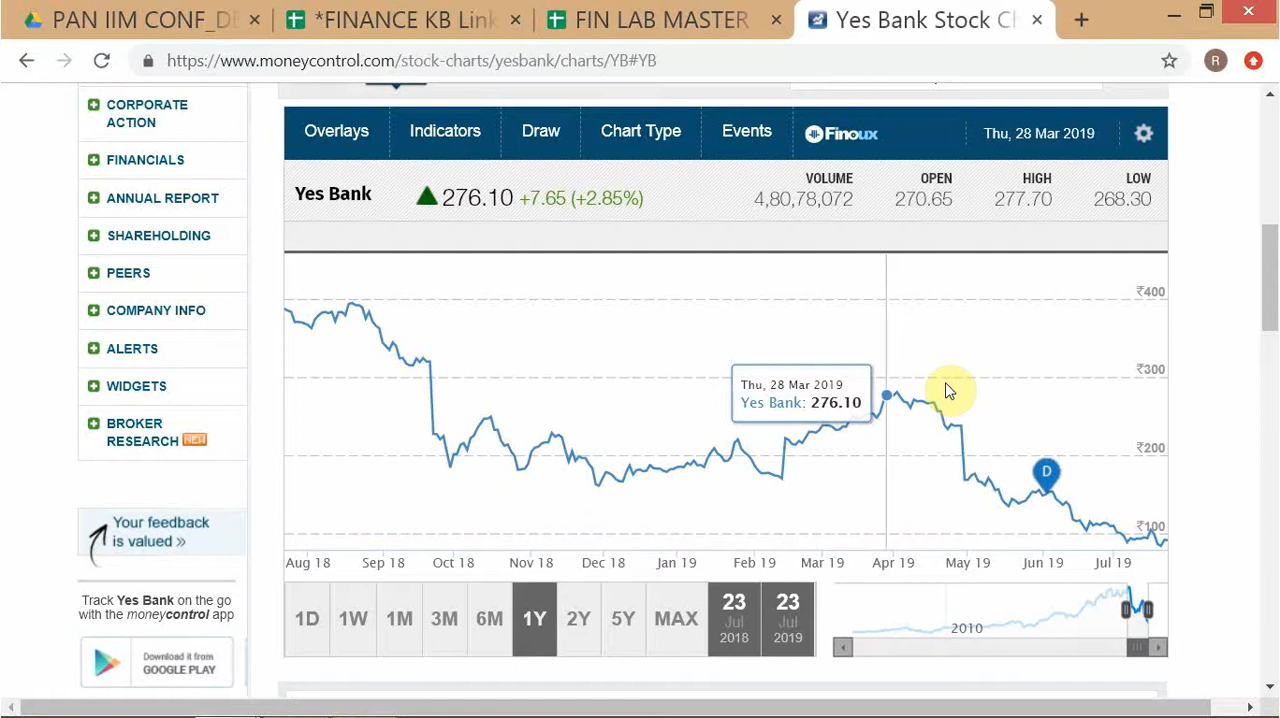 PAN IIM CONF_DE
*FINANCE KB Link
FIN LAB MASTER
Yes Bank Stock Ch
https://www.moneycontrol.com/stock-charts/yesbank/charts/YB#YB
R
CORPORATE
ACTION
FINANCIALS
ANNUAL REPORT
SHAREHOLDING
PEERS
COMPANY INFO
ALERTS
WIDGETS
BROKER
RESEARCH NEW
Your feedback
is valued »
Track Yes Bank on the go
with the moneycontrol app
Download it from
GOOGLE PLAY
Overlays
Indicators
Draw
Chart Type
Events
Finoux
Thu, 28 Mar 2019
Yes Bank
276.10 +7.65 (+2.85%)
VOLUME
4,80,78,072
OPEN
270.65
HIGH
277.70
LOW
268.30
₹400
₹300
₹200
₹100
Thu, 28 Mar 2019
Yes Bank: 276.10
D
Aug 18
Sep 18
Oct 18
Nov 18
Dec 18
Jan 19
Feb 19
Mar 19
Apr 19
May 19
Jun 19
Jul 19
1D
1W
1M
3M
6M
1Y
2Y
5Y
MAX
23
Jul
2018
23
Jul
2019
2010